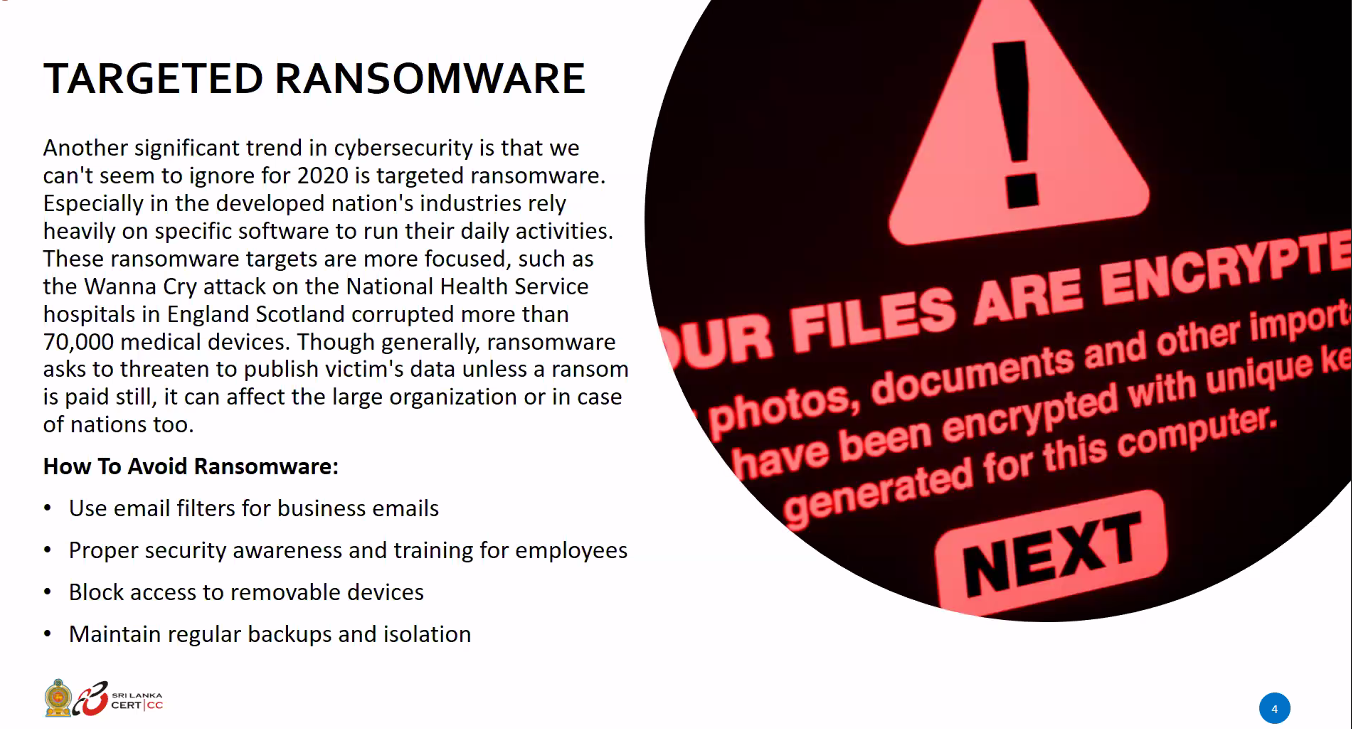 TARGETED RANSOMWARE
Another significant trend in cybersecurity is that we
can't seem to ignore for 2020 is targeted ransomware.
Especially in the developed nation's industries rely
heavily on specific software to run their daily activities.
These ransomware targets are more focused, such as
the Wanna Cry attack on the National Health Service
hospitals in England Scotland corrupted more than
70,000 medical devices. Though generally, ransomware
asks to threaten to publish victim's data unless a ransom
is paid still, it can affect the large organization or in case
of nations too.
How To Avoid Ransomware:
• Use email filters for business emails
• Proper security awareness and training for employees
• Block access to removable devices
• Maintain regular backups and isolation
!
OUR FILES ARE ENCRYPTE
photos, documents and other import
have been encrypted with unique ke
generated for this computer.
NEXT
SRI LANKA
CERT|CC
4